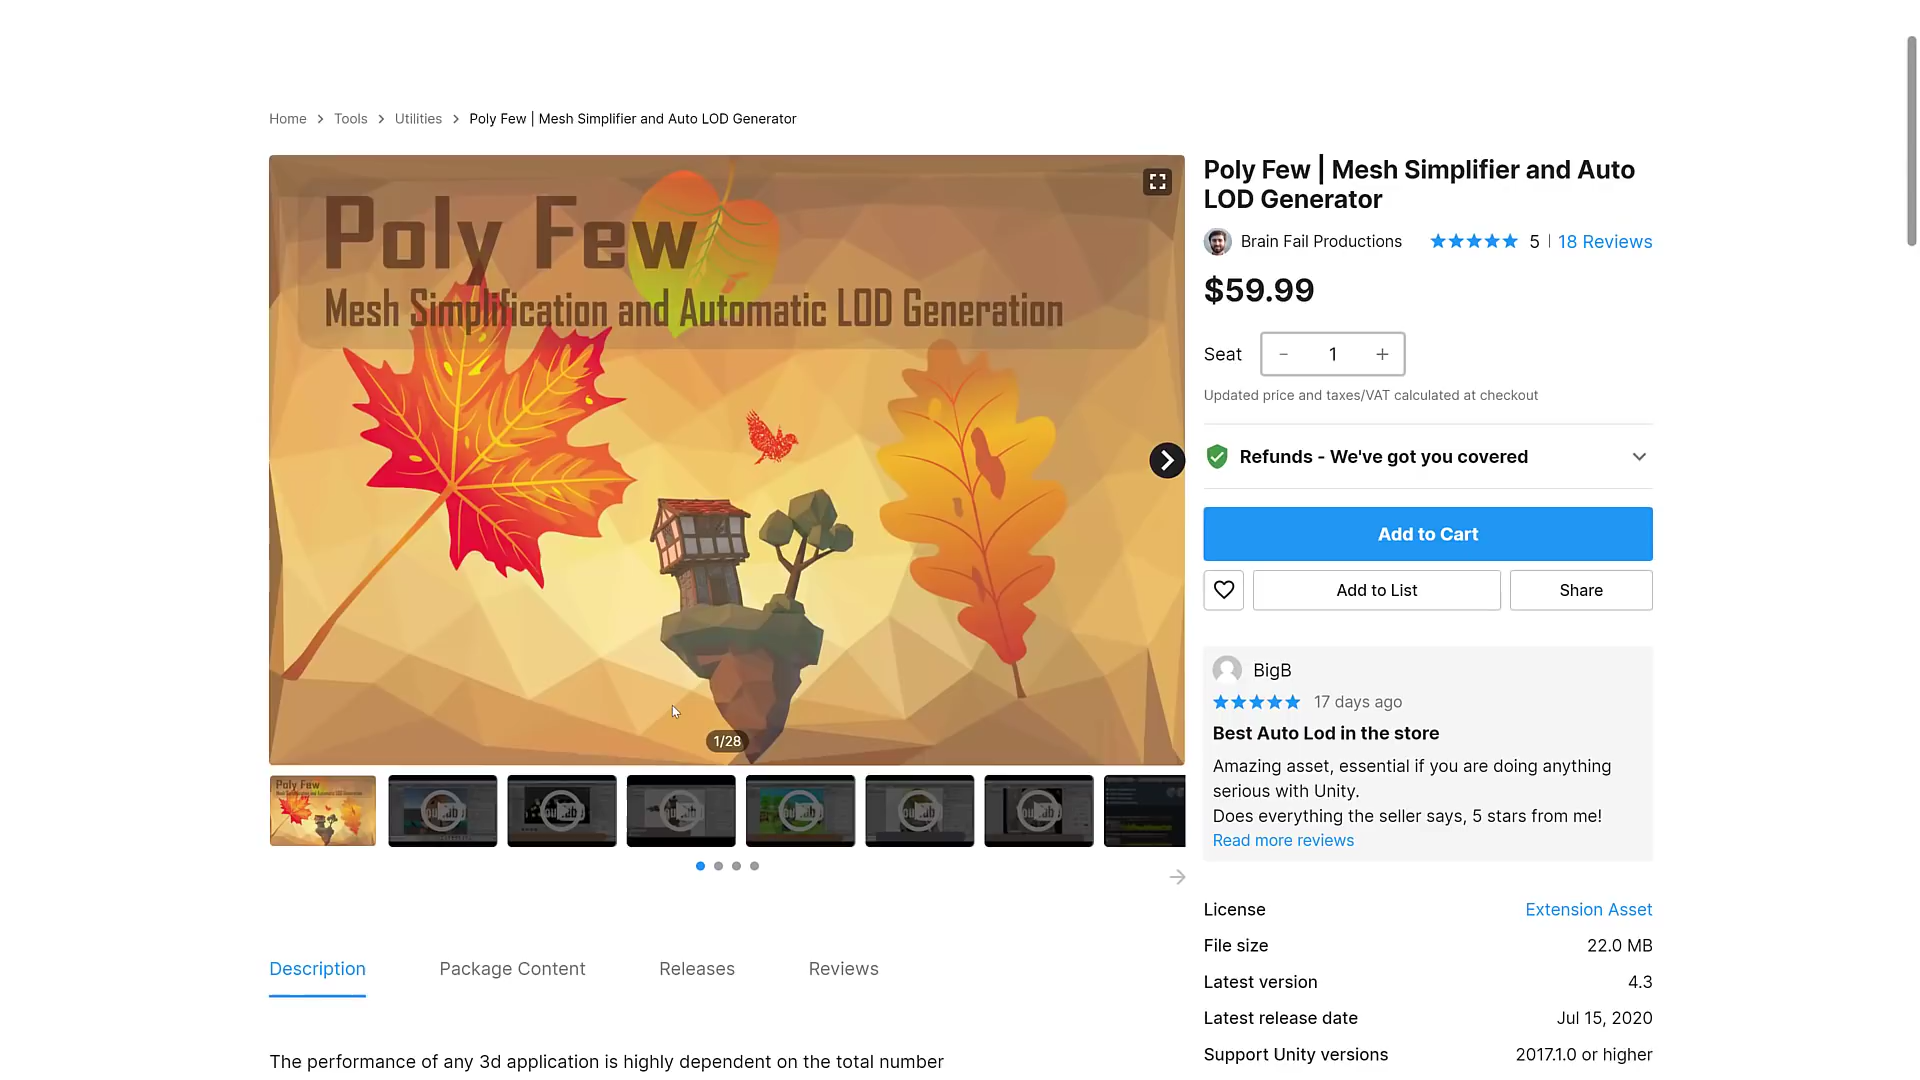 Home > Tools > Utilities > Poly Few | Mesh Simplifier and Auto LOD Generator
Poly Few
Mesh Simplification and Automatic LOD Generation
1/28
Poly Few | Mesh Simplifier and Auto
LOD Generator
Brain Fail Productions 5 | 18 Reviews
$59.99
Seat - 1 +
Updated price and taxes/VAT calculated at checkout
Refunds - We've got you covered
Add to Cart
Add to List Share
BigB
17 days ago
Best Auto Lod in the store
Amazing asset, essential if you are doing anything
serious with Unity.
Does everything the seller says, 5 stars from me!
Read more reviews
License Extension Asset
File size 22.0 MB
Latest version 4.3
Latest release date Jul 15, 2020
Support Unity versions 2017.1.0 or higher
Description Package Content Releases Reviews
The performance of any 3d application is highly dependent on the total number